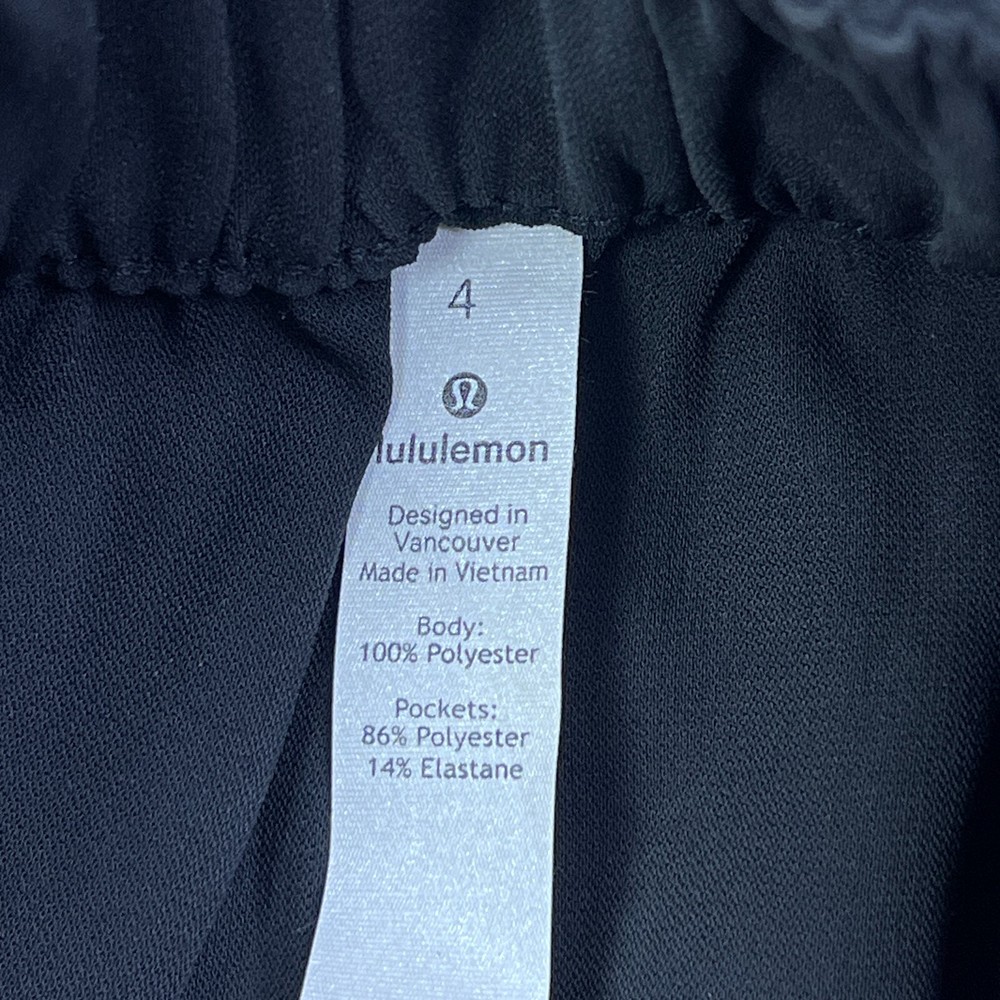 4
lululemon
Designed in
Vancouver
Made in Vietnam
Body:
100% Polyester
Pockets:
86% Polyester
14% Elastane